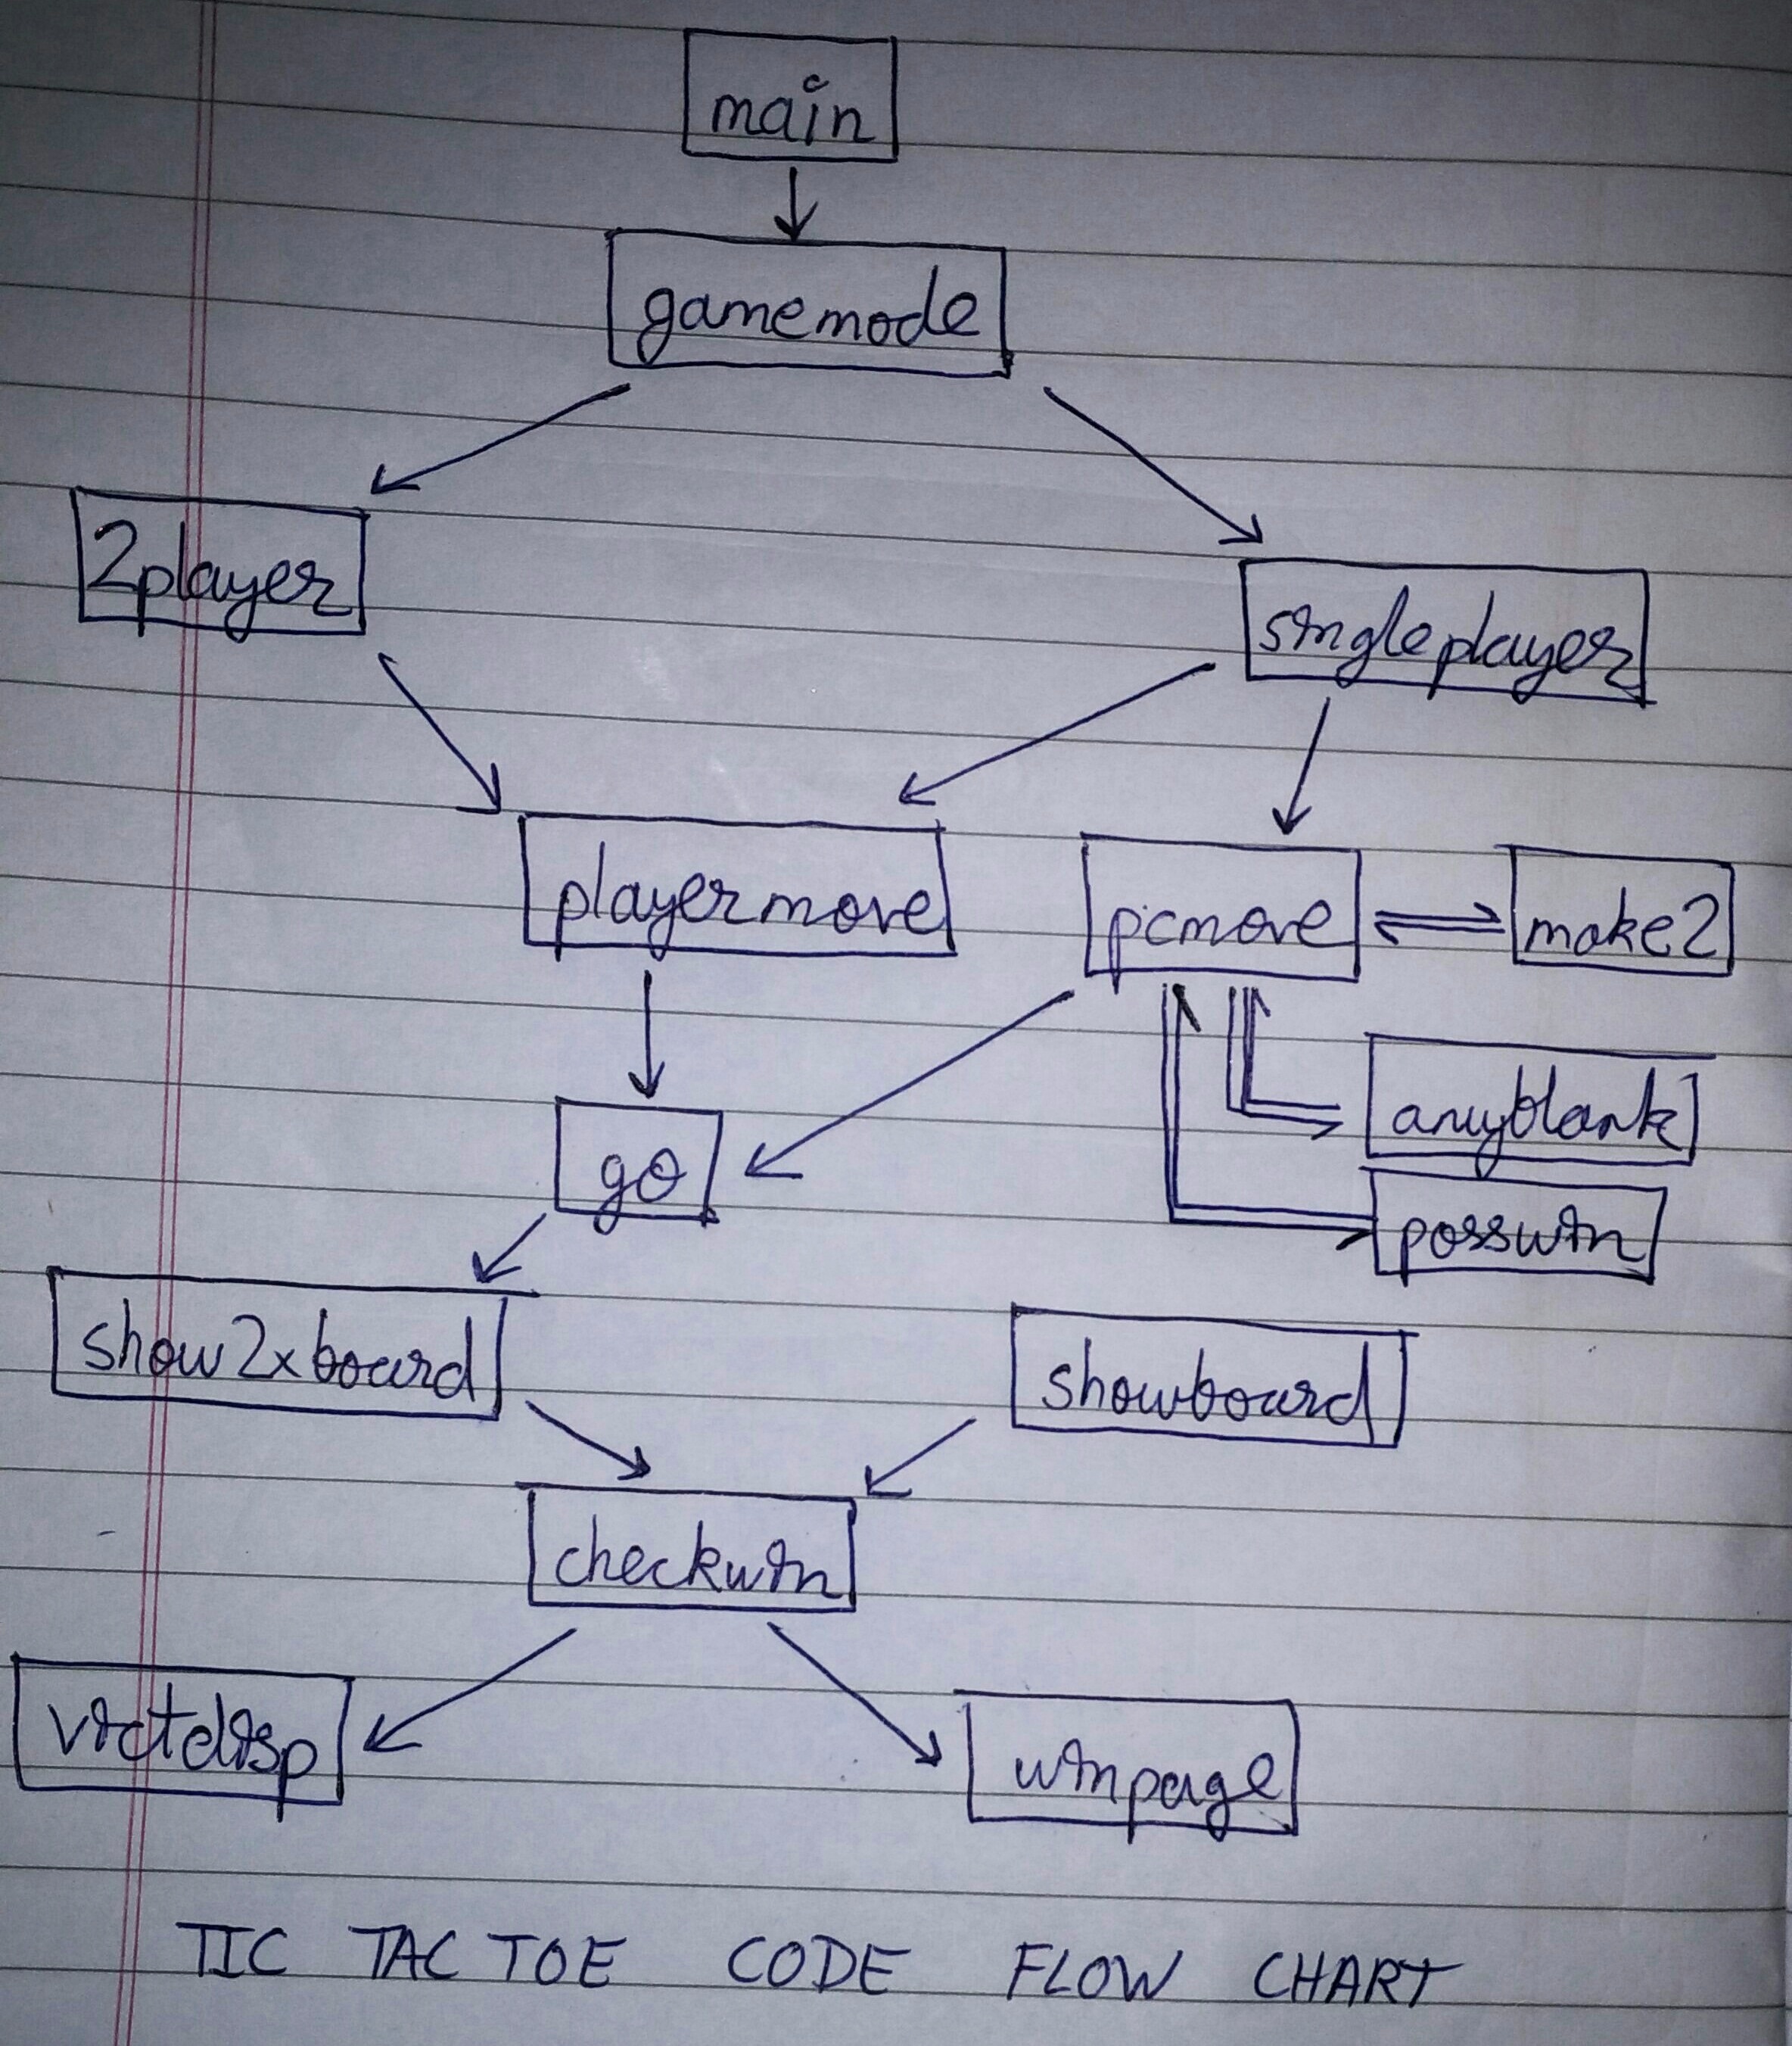 main
gamemode
2player
singleplayer
playermove
pcmove
make2
anyblank
go
posswin
show2xboard
showboard
checkwin
victdisp
winpage
TIC TAC TOE CODE FLOW CHART